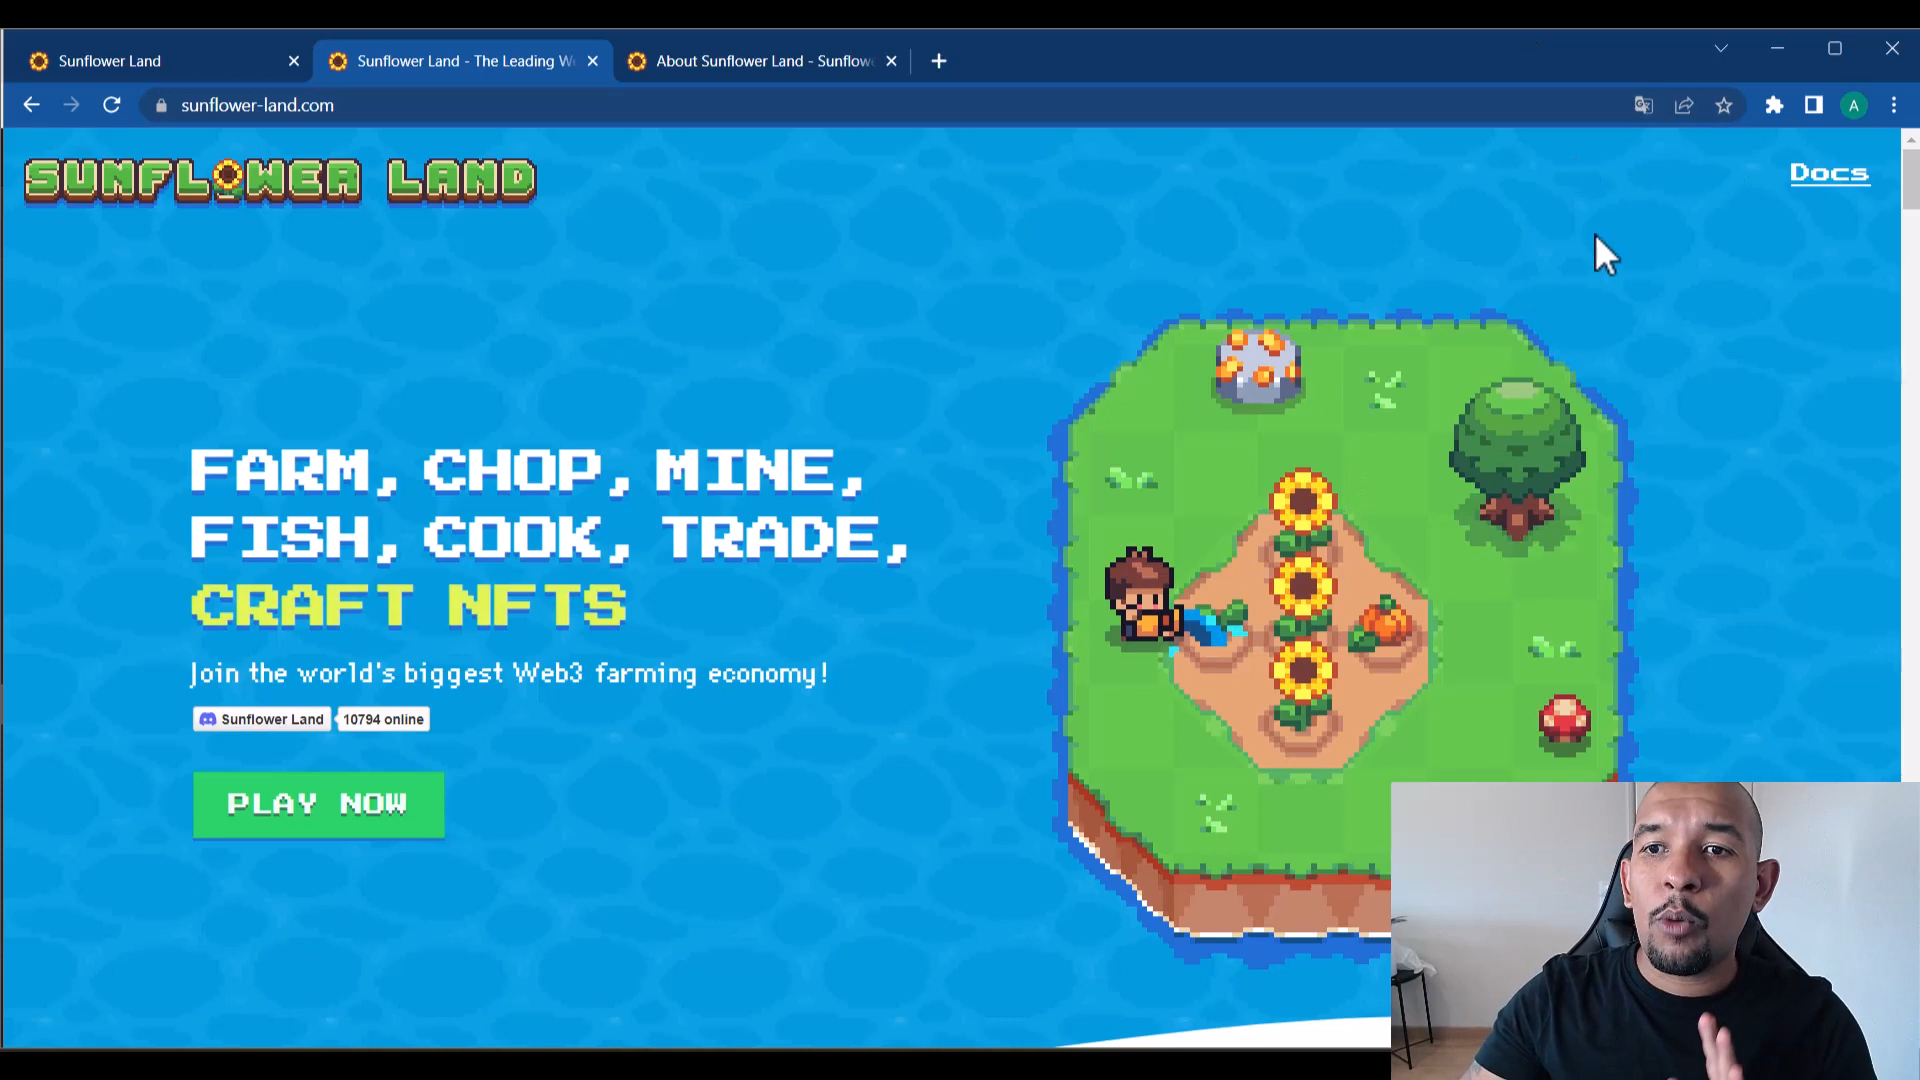 Sunflower Land
Sunflower Land - The Leading W
About Sunflower Land - Sunflow
sunflower-land.com
A
SUNFLOWER LAND
Docs
FARM, CHOP, MINE,
FISH, COOK, TRADE,
CRAFT NFTS
Join the world's biggest Web3 farming economy!
Sunflower Land
10794 online
PLAY NOW